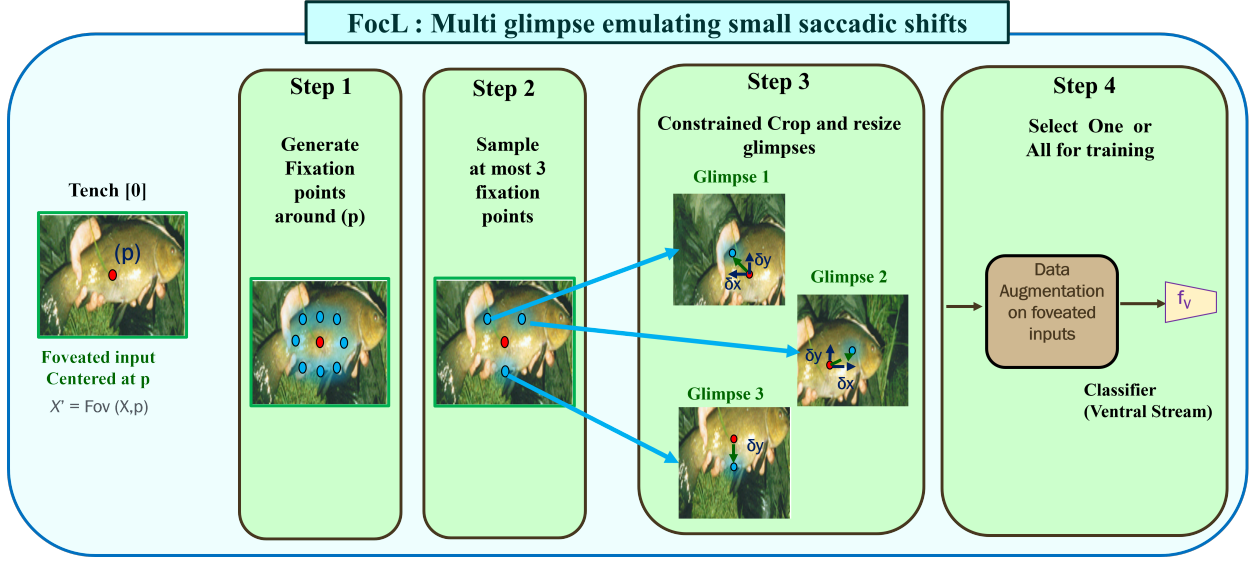 FocL : Multi glimpse emulating small saccadic shifts
Tench [0]
(p)
Foveated input
Centered at p
X' = Fov (X,p)
Step 1
Generate
Fixation
points
around (p)
Step 2
Sample
at most 3
fixation
points
Step 3
Constrained Crop and resize
glimpses
Glimpse 1
δy
δx
Glimpse 2
δy
δx
Glimpse 3
δy
Step 4
Select One or
All for training
Data
Augmentation
on foveated
inputs
fv
Classifier
(Ventral Stream)